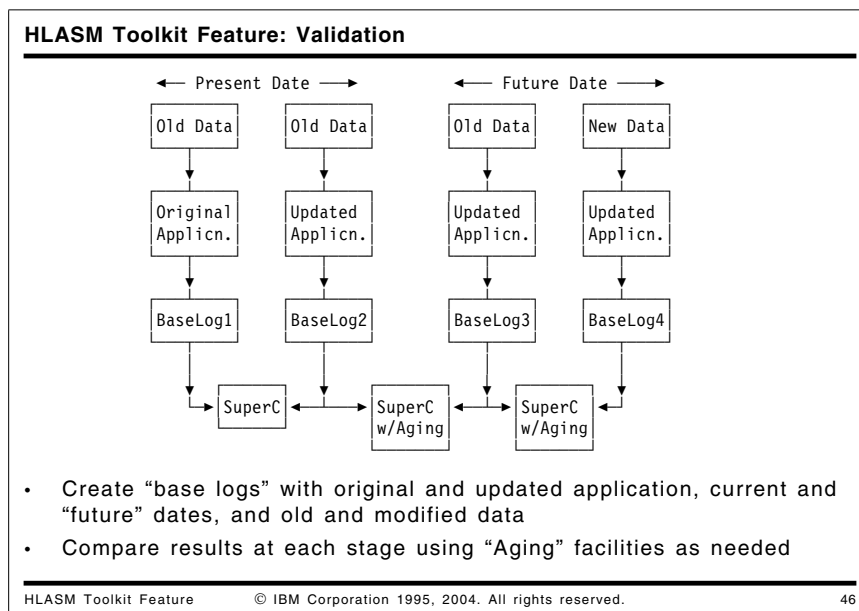 HLASM Toolkit Feature: Validation
Present Date Future Date
Old Data Old Data Old Data New Data
Original Updated Updated Updated
Applicn. Applicn. Applicn. Applicn.
BaseLog1 BaseLog2 BaseLog3 BaseLog4
SuperC SuperC SuperC
w/Aging w/Aging
• Create “base logs” with original and updated application, current and
“future” dates, and old and modified data
• Compare results at each stage using “Aging” facilities as needed
HLASM Toolkit Feature © IBM Corporation 1995, 2004. All rights reserved. 46